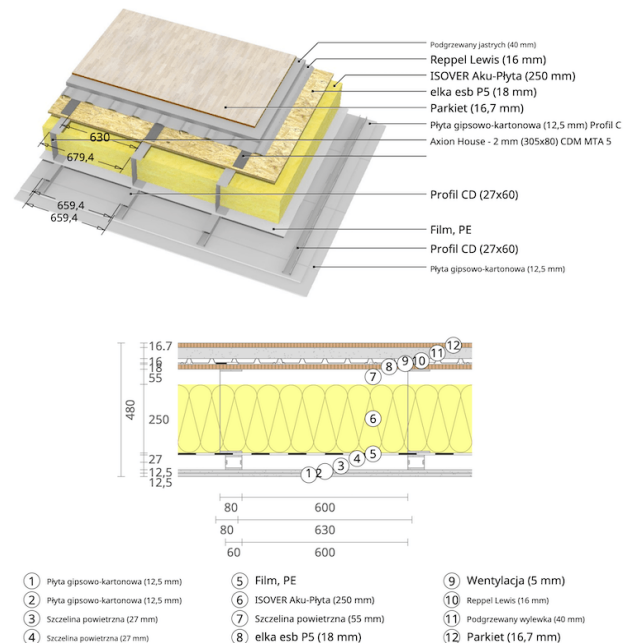 Podgrzewany jastrych (40 mm)
Reppel Lewis (16 mm)
ISOVER Aku-Płyta (250 mm)
elka esb P5 (18 mm)
Parkiet (16,7 mm)
Płyta gipsowo-kartonowa (12,5 mm) Profil C
Axion House - 2 mm (305x80) CDM MTA 5
630
679,4
Profil CD (27x60)
659,4
659,4
Film, PE
Profil CD (27x60)
Płyta gipsowo-kartonowa (12,5 mm)
16.7
16
18
55
480
250
27
12,5
12,5
12
11
10
9
8
7
6
5
4
3
2
1
80 600
80 630
60 600
1 Płyta gipsowo-kartonowa (12,5 mm)
2 Płyta gipsowo-kartonowa (12,5 mm)
3 Szczelina powietrzna (27 mm)
4 Szczelina powietrzna (27 mm)
5 Film, PE
6 ISOVER Aku-Płyta (250 mm)
7 Szczelina powietrzna (55 mm)
8 elka esb P5 (18 mm)
9 Wentylacja (5 mm)
10 Reppel Lewis (16 mm)
11 Podgrzewany wylewka (40 mm)
12 Parkiet (16,7 mm)